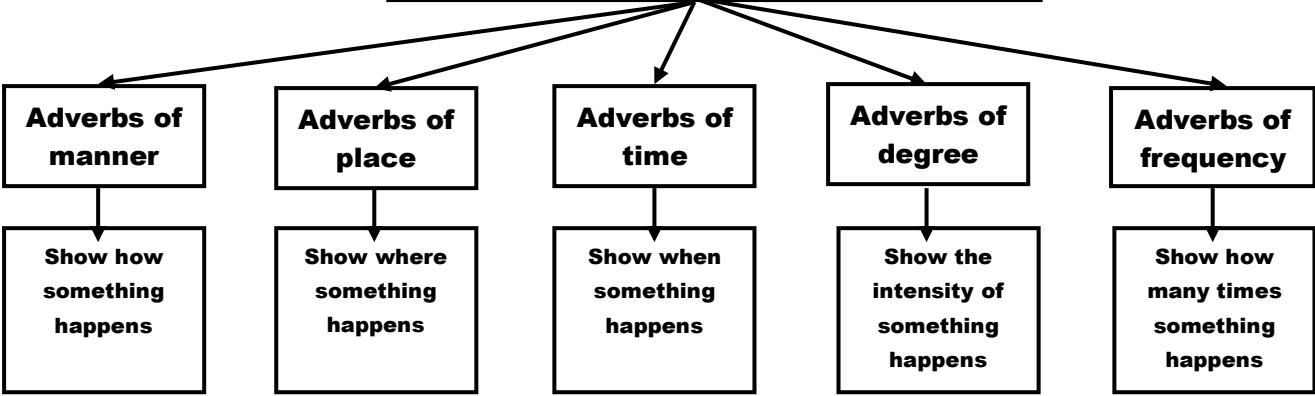 Adverbs of
manner
Adverbs of
place
Adverbs of
time
Adverbs of
degree
Adverbs of
frequency
Show how
something
happens
Show where
something
happens
Show when
something
happens
Show the
intensity of
something
happens
Show how
many times
something
happens